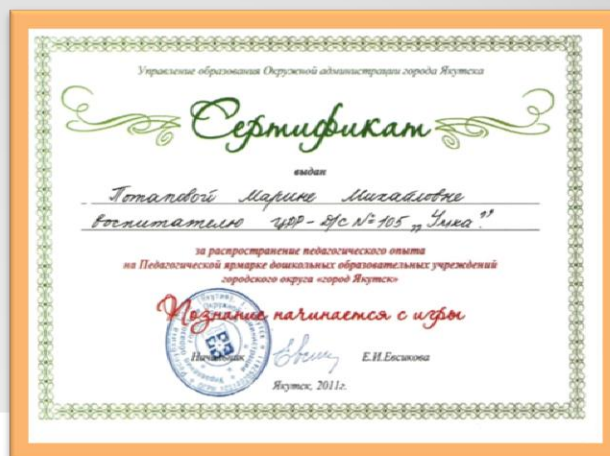 Управление образования Окружной администрации города Якутска
Сертификат
выдан
Потаповой Марине Михайловне
воспитателю ЦРР - Д/С № 105 „Умка"
за распространение педагогического опыта
на Педагогической ярмарке дошкольных образовательных учреждений
городского округа «город Якутск»
Познание начинается с игры
Начальник Е.И.Евсикова
Якутск, 2011г.